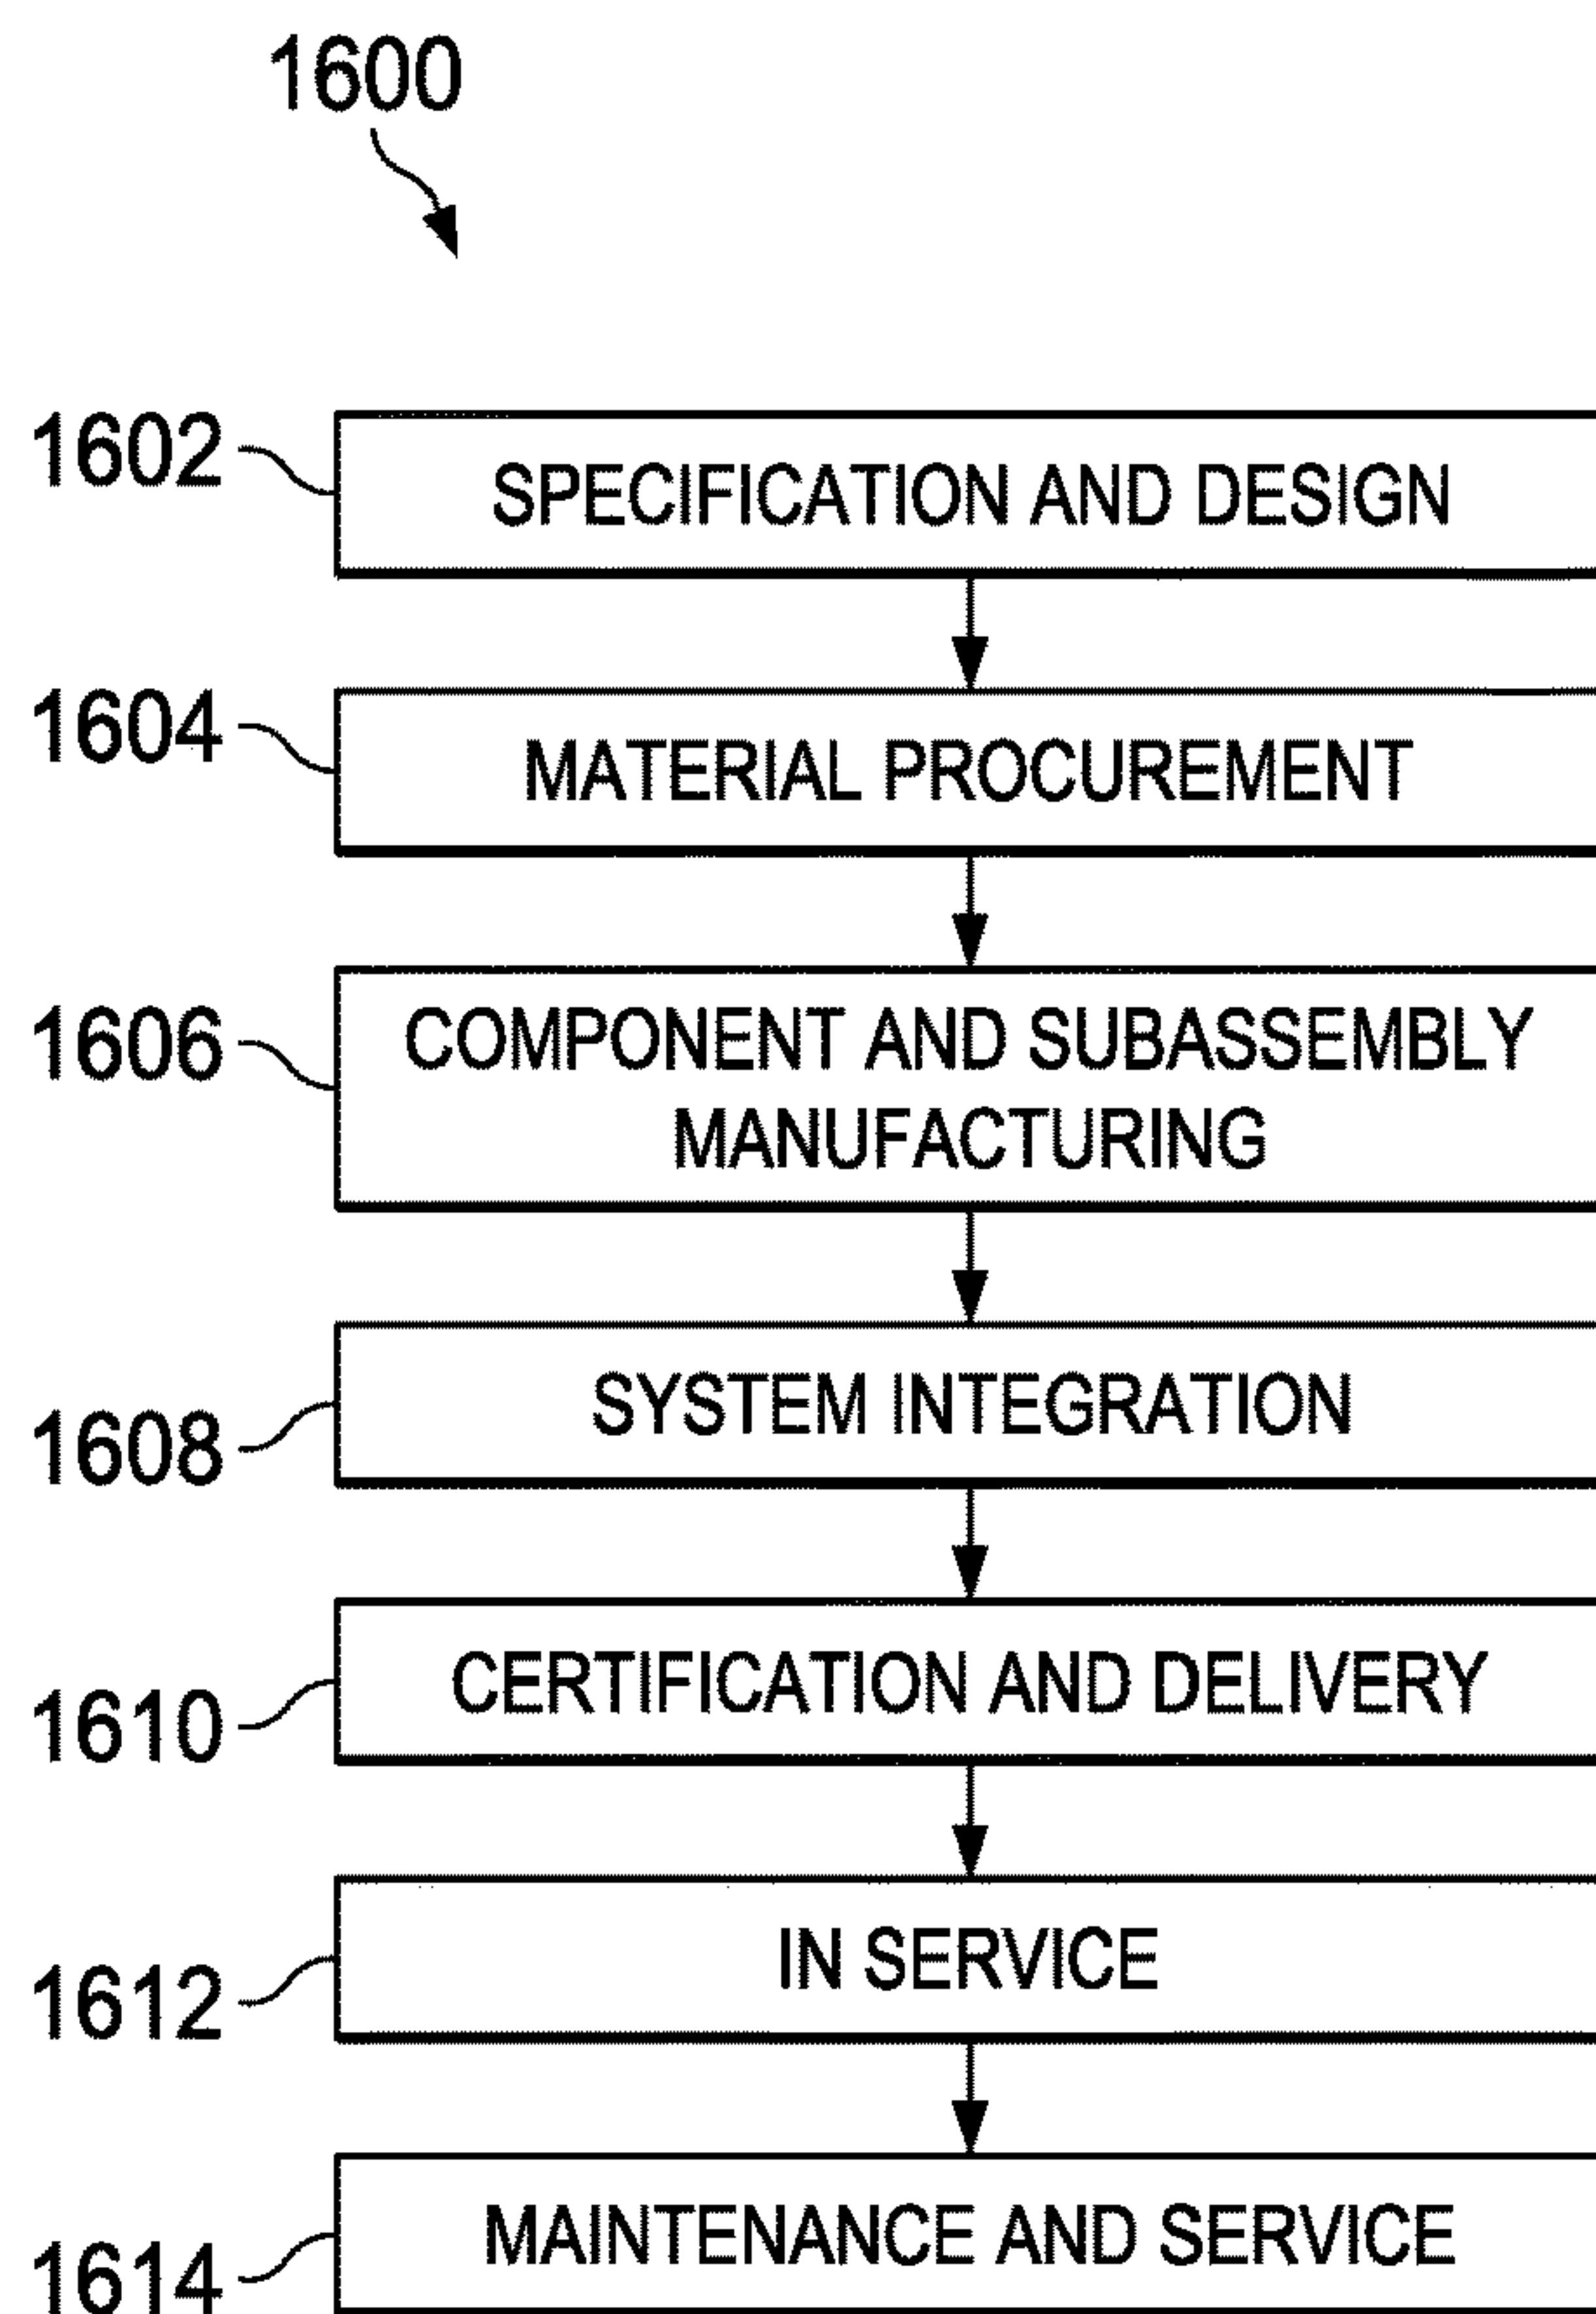 1600
1602
SPECIFICATION AND DESIGN
1604
MATERIAL PROCUREMENT
1606
COMPONENT AND SUBASSEMBLY
MANUFACTURING
1608
SYSTEM INTEGRATION
1610
CERTIFICATION AND DELIVERY
1612
IN SERVICE
1614
MAINTENANCE AND SERVICE